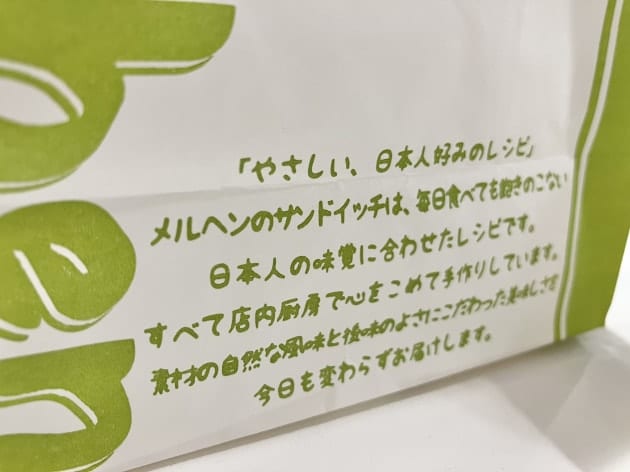 「やさしい、日本人好みのレシピ」
メルヘンのサンドイッチは、毎日食べても飽きのこない
日本人の味覚に合わせたレシピです。
すべて店内厨房で心をこめて手作りしています。
素材の自然な風味と後味のよさにこだわった美味しさを
今日も変わらずお届けします。